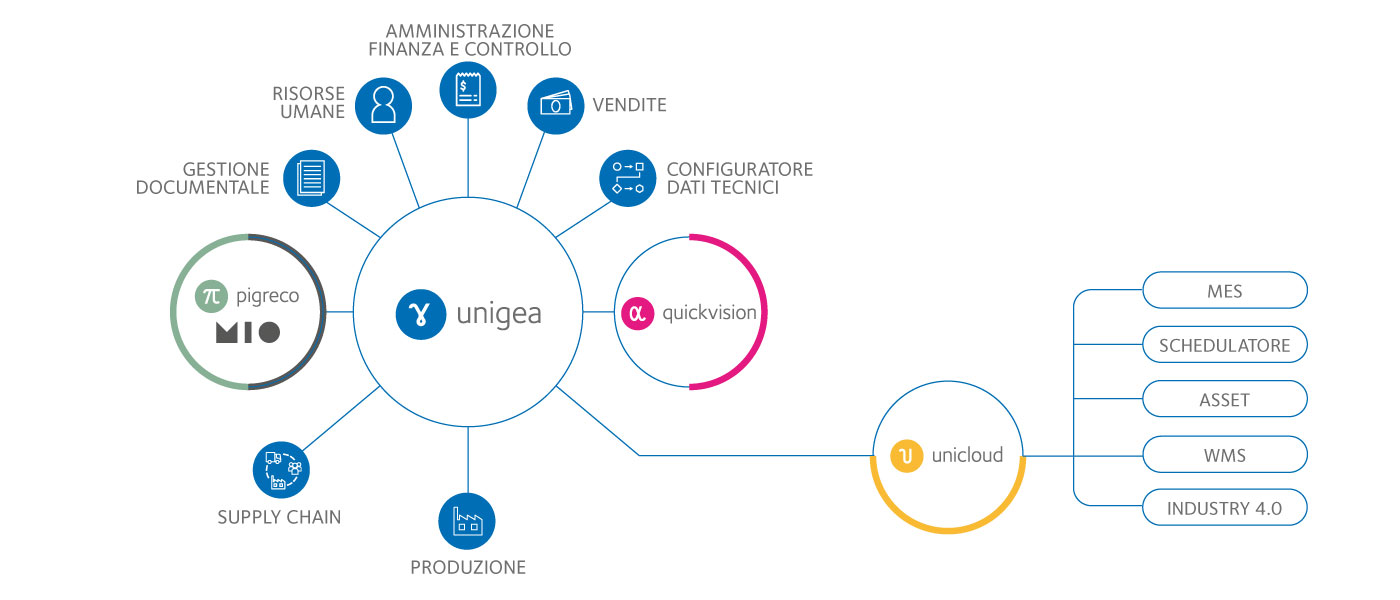 AMMINISTRAZIONE
FINANZA E CONTROLLO
RISORSE
UMANE
VENDITE
GESTIONE
DOCUMENTALE
CONFIGURATORE
DATI TECNICI
π pigreco
MIO
γ unigea
α quickvision
MES
SCHEDULATORE
ASSET
υ unicloud
WMS
INDUSTRY 4.0
SUPPLY CHAIN
PRODUZIONE